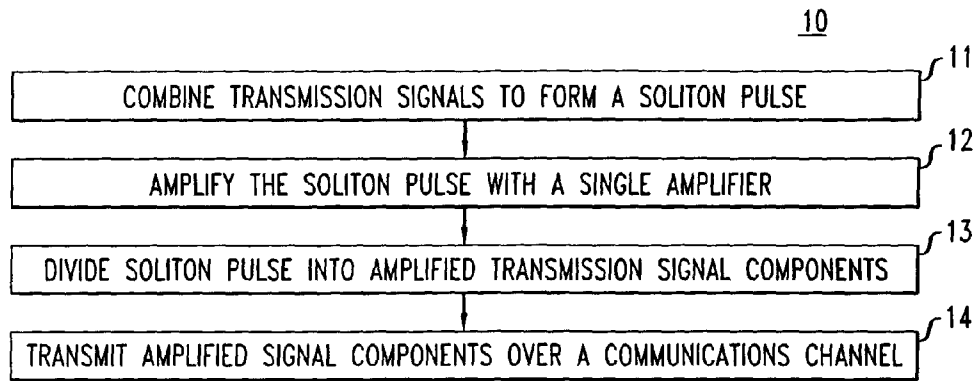 10
11
COMBINE TRANSMISSION SIGNALS TO FORM A SOLITON PULSE
12
AMPLIFY THE SOLITON PULSE WITH A SINGLE AMPLIFIER
13
DIVIDE SOLITON PULSE INTO AMPLIFIED TRANSMISSION SIGNAL COMPONENTS
14
TRANSMIT AMPLIFIED SIGNAL COMPONENTS OVER A COMMUNICATIONS CHANNEL